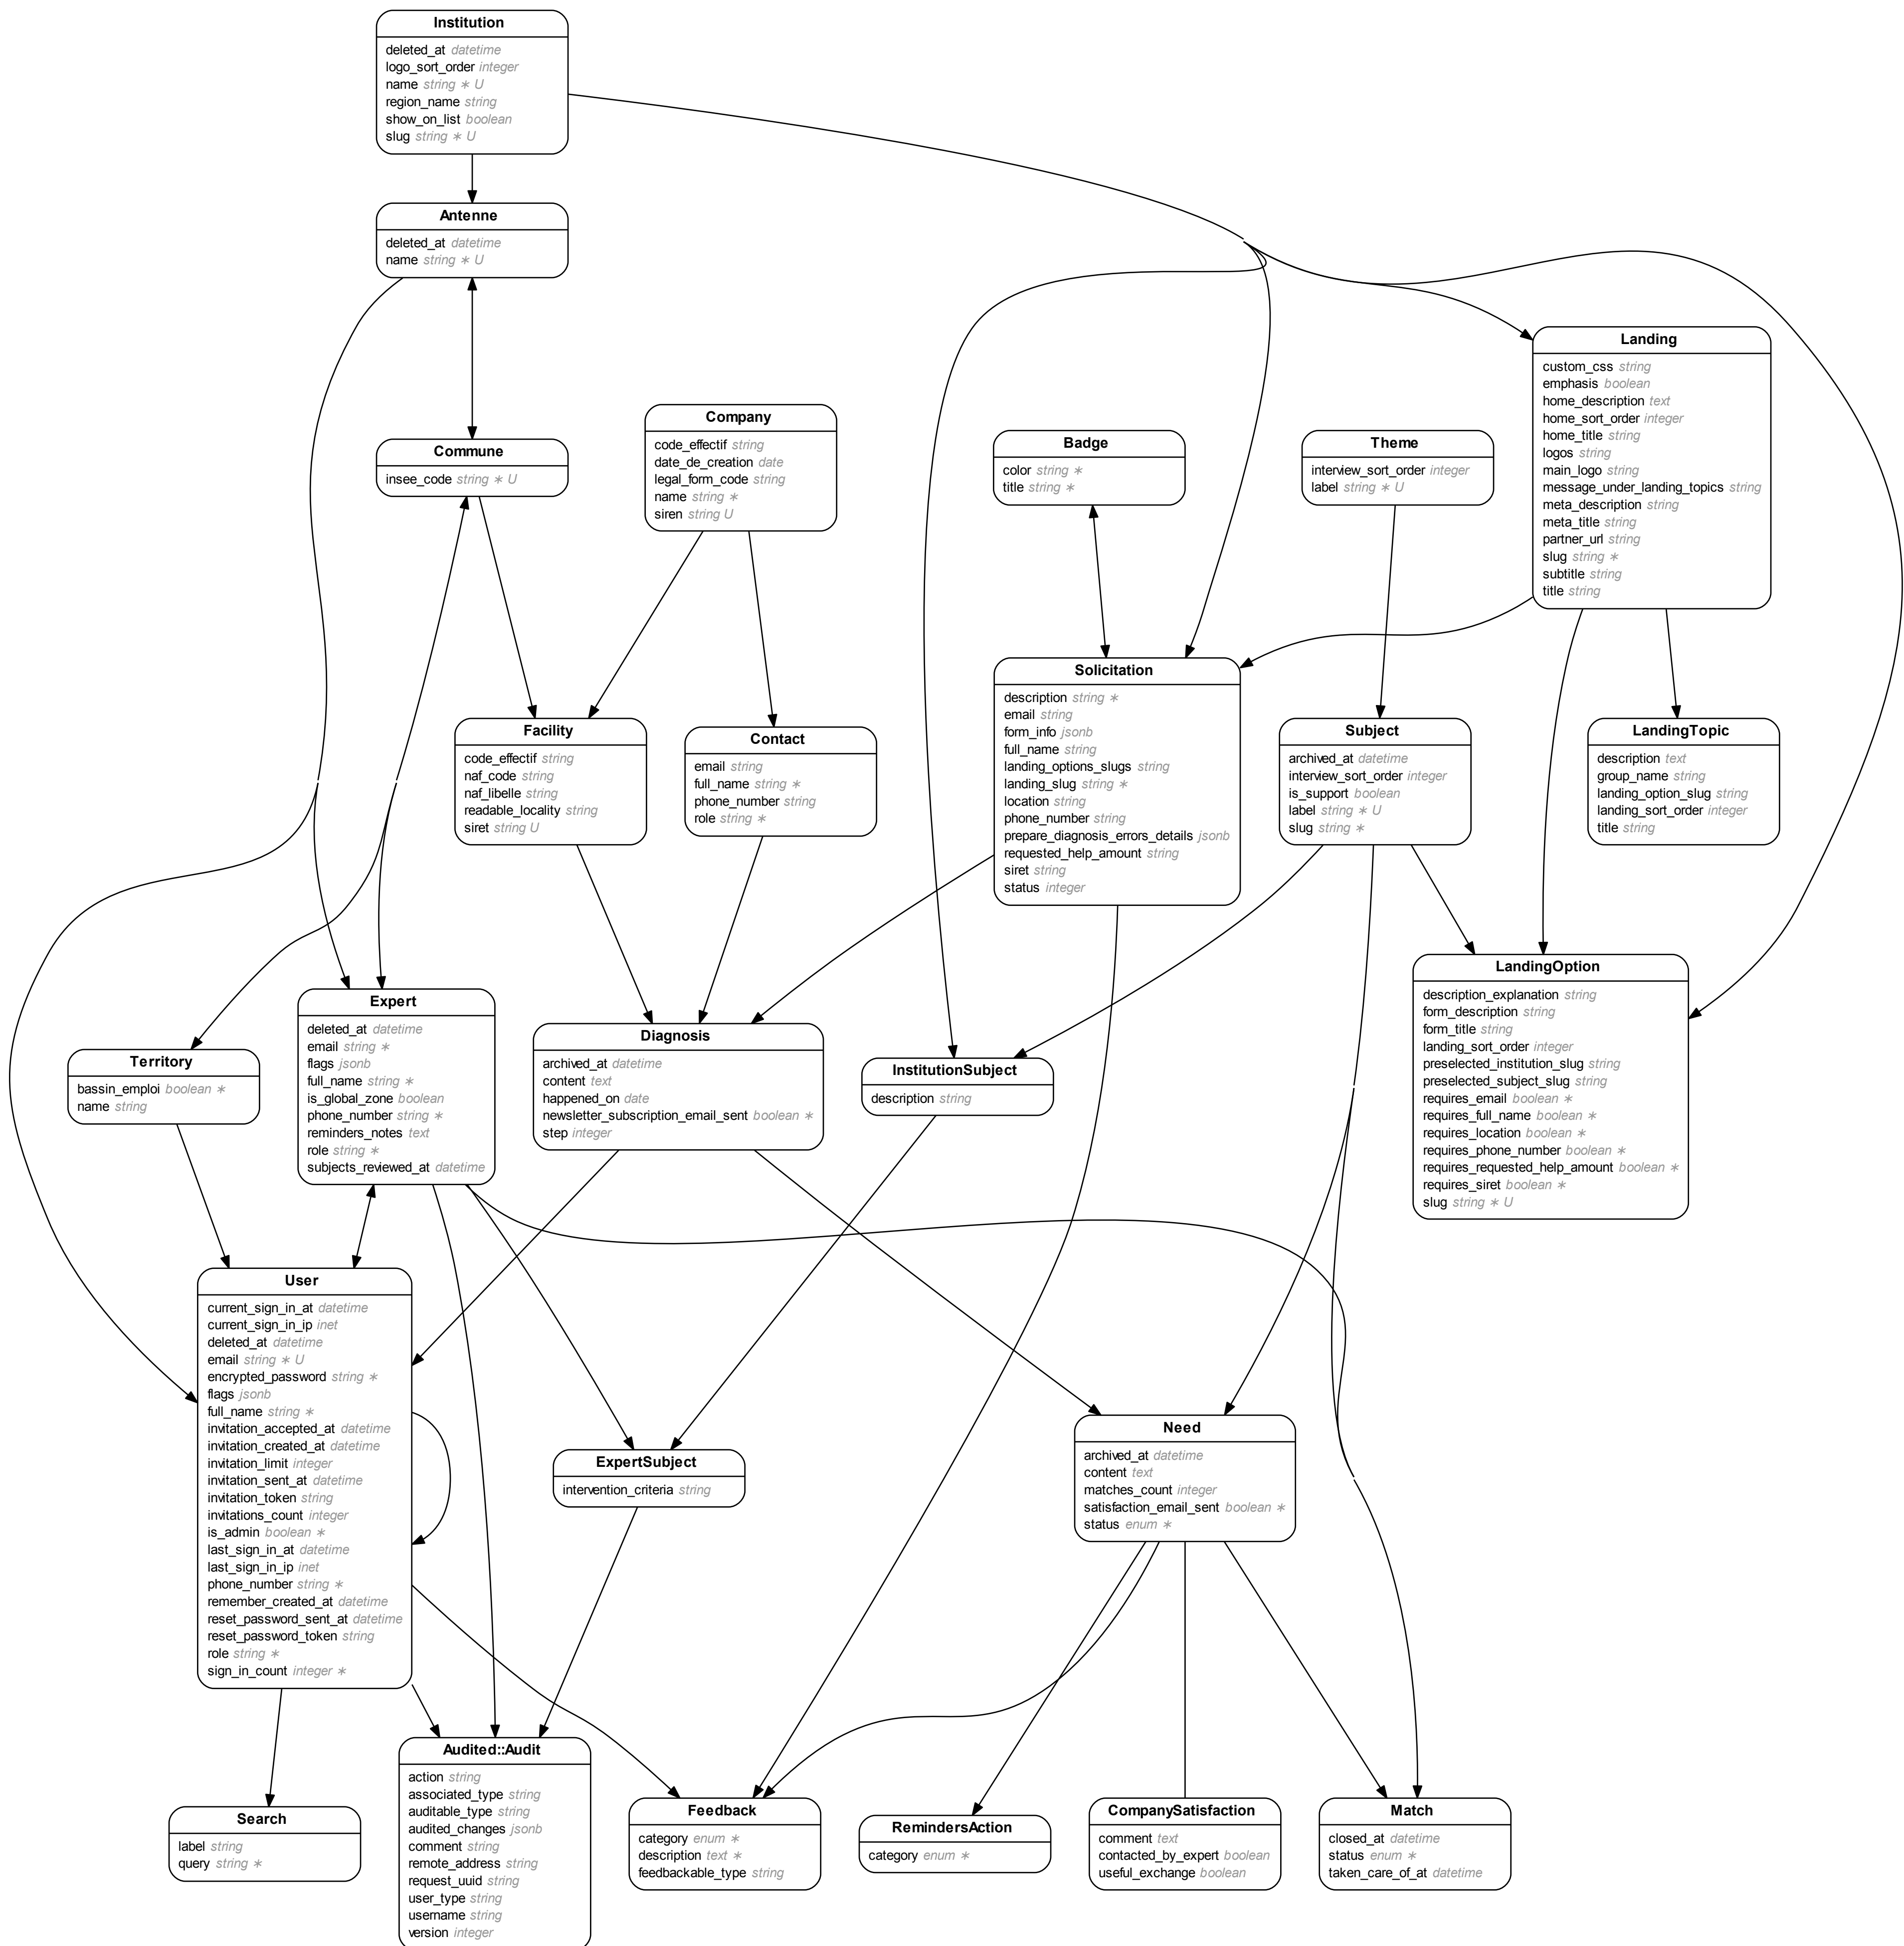 Institution
deleted_at datetime
logo_sort_order integer
name string ∗ U
region_name string
show_on_list boolean
slug string ∗ U
Antenne
deleted_at datetime
name string ∗ U
Landing
custom_css string
emphasis boolean
home_description text
home_sort_order integer
home_title string
logos string
main_logo string
message_under_landing_topics string
meta_description string
meta_title string
partner_url string
slug string ∗
subtitle string
title string
Company
code_effectif string
date_de_creation date
legal_form_code string
name string ∗
siren string U
Badge
color string ∗
title string ∗
Theme
interview_sort_order integer
label string ∗ U
Commune
insee_code string ∗ U
Solicitation
description string ∗
email string
form_info jsonb
full_name string
landing_options_slugs string
landing_slug string ∗
location string
phone_number string
prepare_diagnosis_errors_details jsonb
requested_help_amount string
siret string
status integer
Facility
code_effectif string
naf_code string
naf_libelle string
readable_locality string
siret string U
Contact
email string
full_name string ∗
phone_number string
role string ∗
Subject
archived_at datetime
interview_sort_order integer
is_support boolean
label string ∗ U
slug string ∗
LandingTopic
description text
group_name string
landing_option_slug string
landing_sort_order integer
title string
LandingOption
description_explanation string
form_description string
form_title string
landing_sort_order integer
preselected_institution_slug string
preselected_subject_slug string
requires_email boolean ∗
requires_full_name boolean ∗
requires_location boolean ∗
requires_phone_number boolean ∗
requires_requested_help_amount boolean ∗
requires_siret boolean ∗
slug string ∗ U
Expert
deleted_at datetime
email string ∗
flags jsonb
full_name string ∗
is_global_zone boolean
phone_number string ∗
reminders_notes text
role string ∗
subjects_reviewed_at datetime
Diagnosis
archived_at datetime
content text
happened_on date
newsletter_subscription_email_sent boolean ∗
step integer
Territory
bassin_emploi boolean ∗
name string
InstitutionSubject
description string
User
current_sign_in_at datetime
current_sign_in_ip inet
deleted_at datetime
email string ∗ U
encrypted_password string ∗
flags jsonb
full_name string ∗
invitation_accepted_at datetime
invitation_created_at datetime
invitation_limit integer
invitation_sent_at datetime
invitation_token string
invitations_count integer
is_admin boolean ∗
last_sign_in_at datetime
last_sign_in_ip inet
phone_number string ∗
remember_created_at datetime
reset_password_sent_at datetime
reset_password_token string
role string ∗
sign_in_count integer ∗
Need
archived_at datetime
content text
matches_count integer
satisfaction_email_sent boolean ∗
status enum ∗
ExpertSubject
intervention_criteria string
Audited::Audit
action string
associated_type string
auditable_type string
audited_changes jsonb
comment string
remote_address string
request_uuid string
user_type string
username string
version integer
Search
label string
query string ∗
Feedback
category enum ∗
description text ∗
feedbackable_type string
RemindersAction
category enum ∗
CompanySatisfaction
comment text
contacted_by_expert boolean
useful_exchange boolean
Match
closed_at datetime
status enum ∗
taken_care_of_at datetime